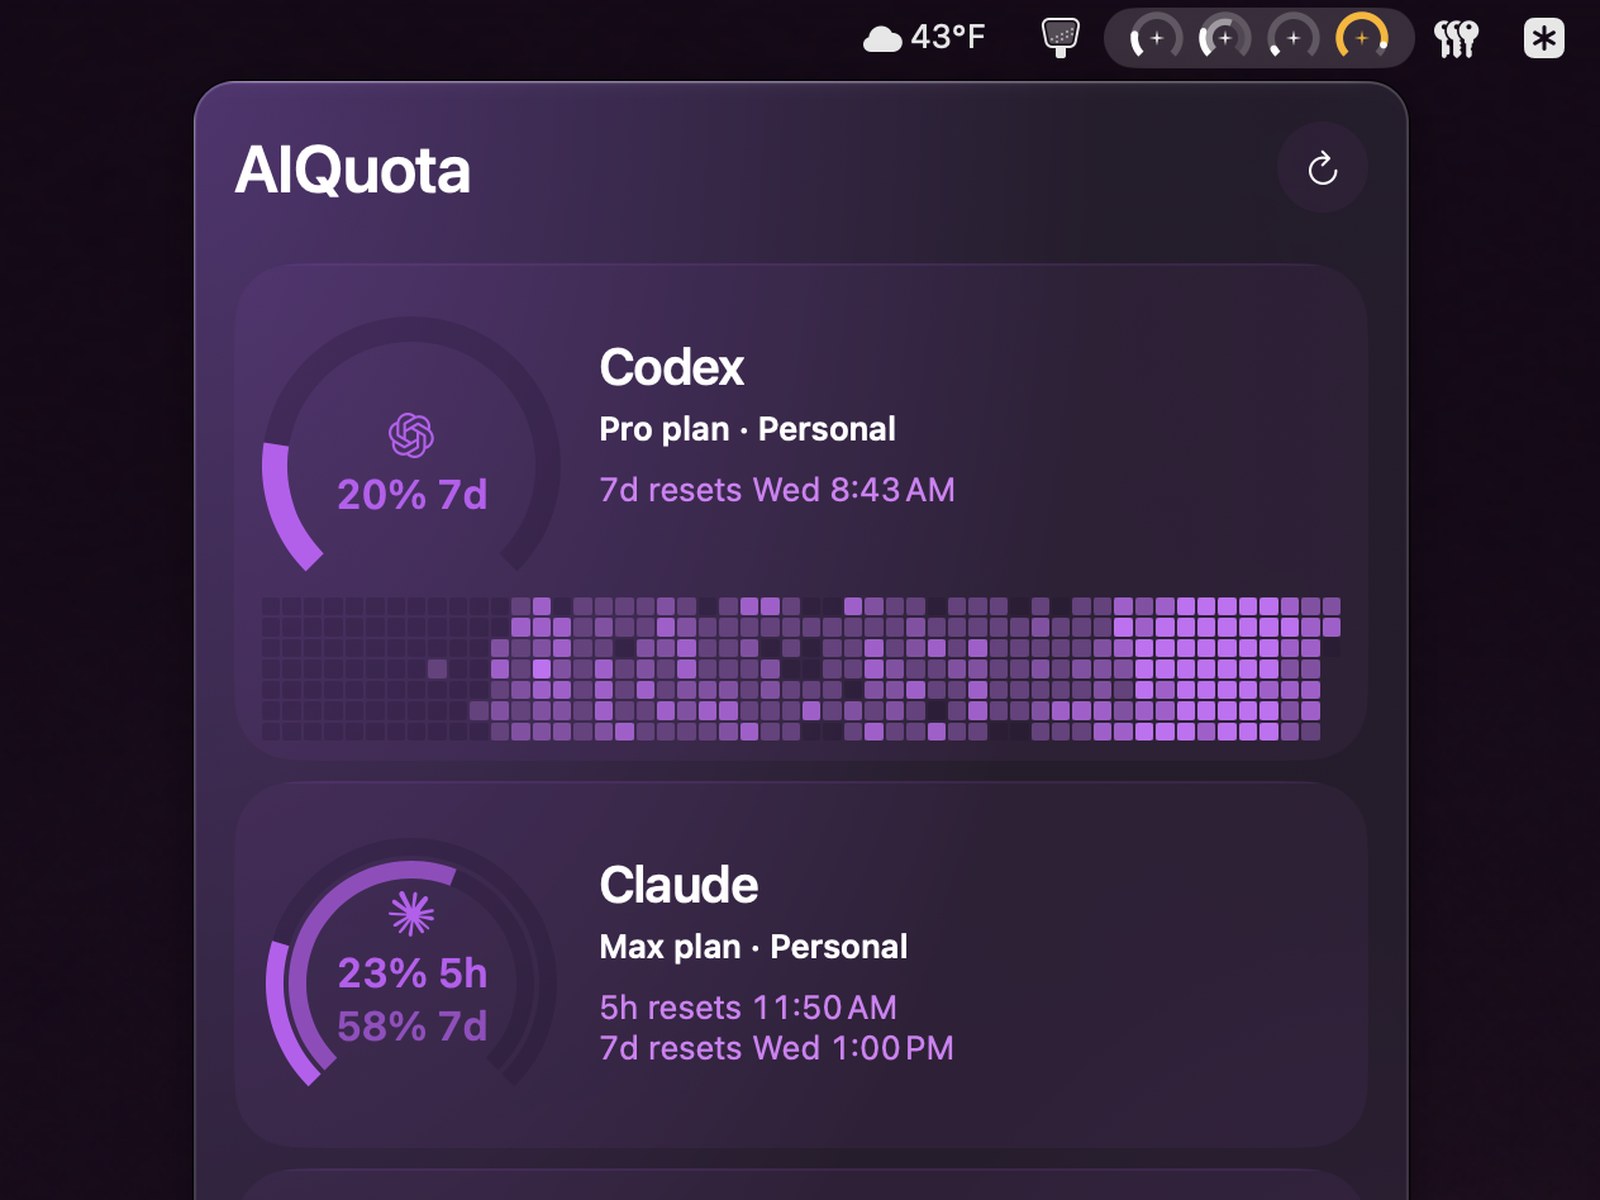 43°F
AIQuota
Codex
Pro plan · Personal
7d resets Wed 8:43 AM
20% 7d
Claude
Max plan · Personal
5h resets 11:50 AM
7d resets Wed 1:00 PM
23% 5h
58% 7d